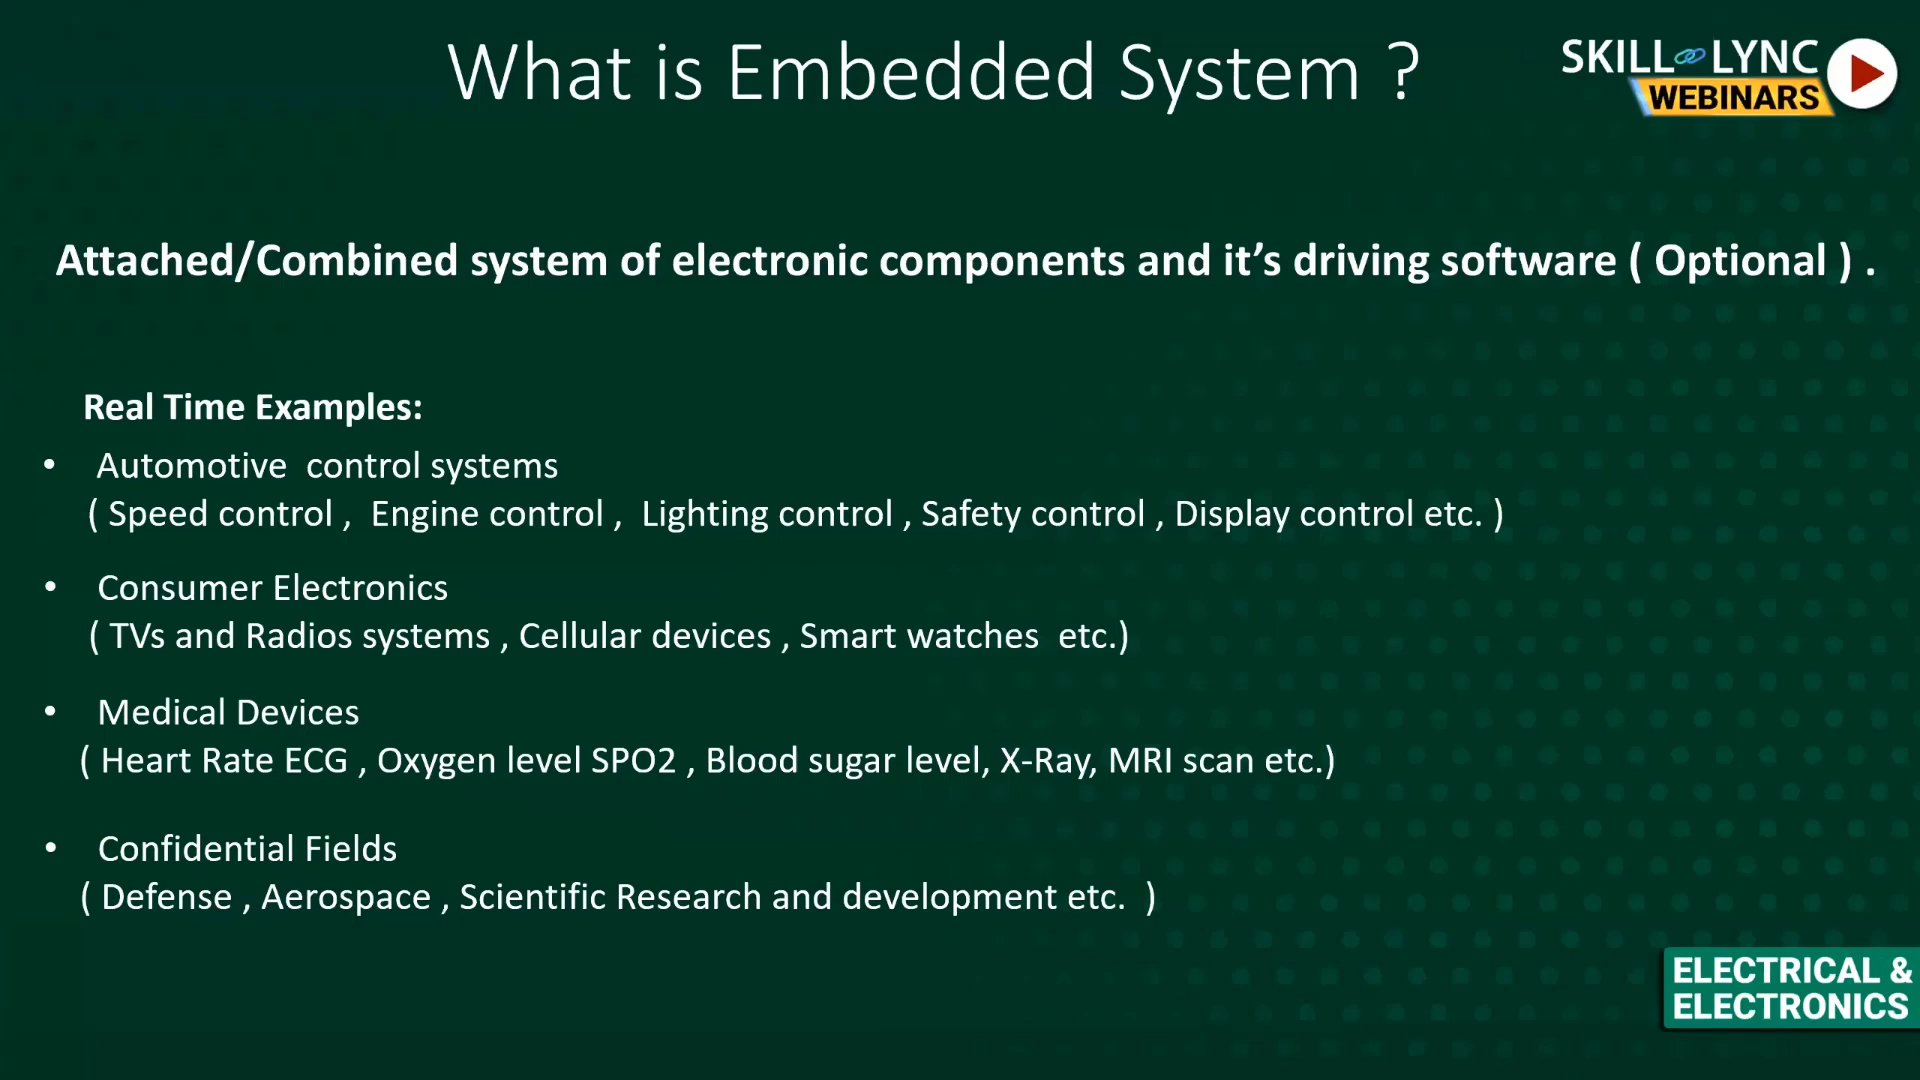 What is Embedded System ?
SKILL LYNC
WEBINARS
Attached/Combined system of electronic components and it’s driving software ( Optional ) .
Real Time Examples:
• Automotive control systems
( Speed control , Engine control , Lighting control , Safety control , Display control etc. )
• Consumer Electronics
( TVs and Radios systems , Cellular devices , Smart watches etc.)
• Medical Devices
( Heart Rate ECG , Oxygen level SPO2 , Blood sugar level, X-Ray, MRI scan etc.)
• Confidential Fields
( Defense , Aerospace , Scientific Research and development etc. )
ELECTRICAL &
ELECTRONICS